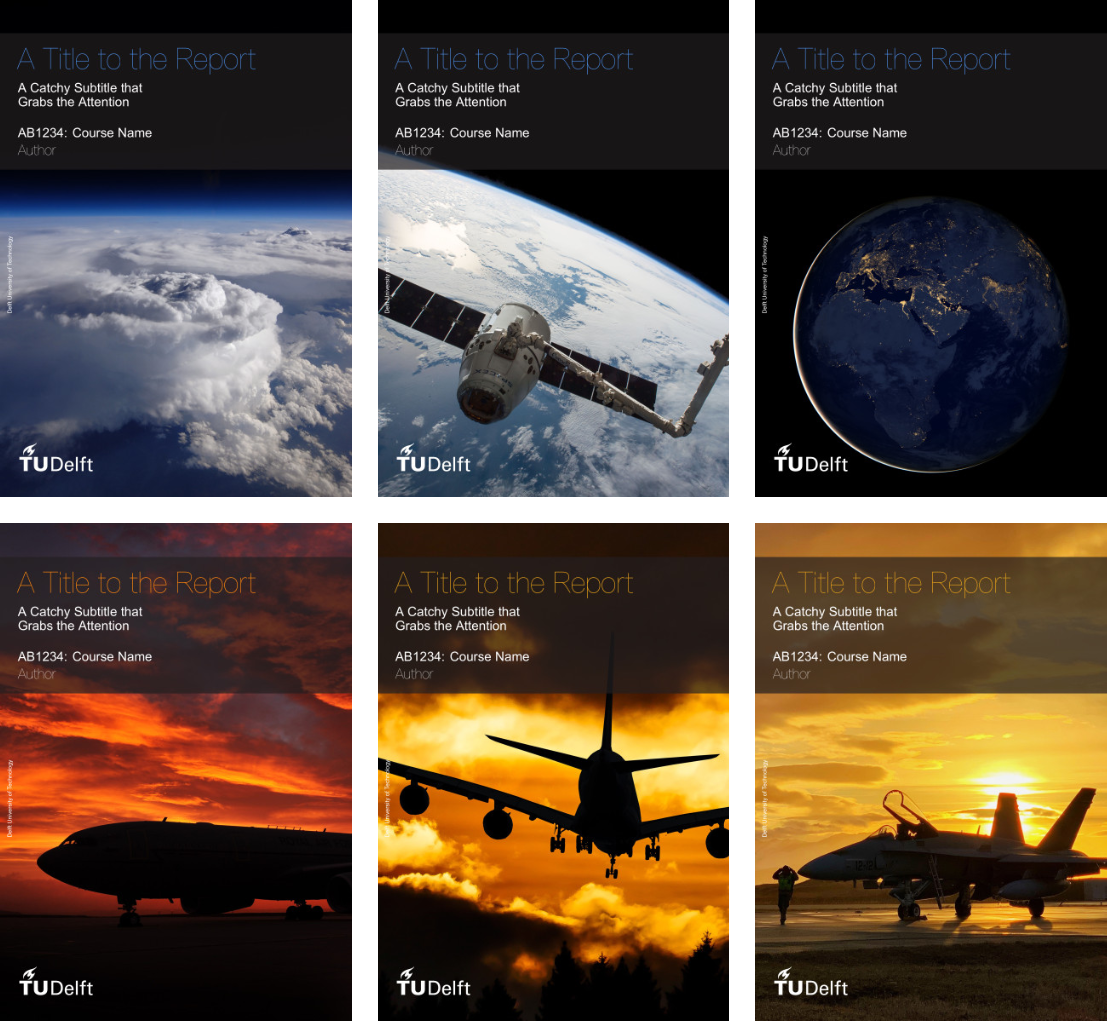 A Title to the Report
A Catchy Subtitle that
Grabs the Attention
AB1234: Course Name
Author
Delft University of Technology
TUDelft
A Title to the Report
A Catchy Subtitle that
Grabs the Attention
AB1234: Course Name
Author
Delft University of Technology
TUDelft
A Title to the Report
A Catchy Subtitle that
Grabs the Attention
AB1234: Course Name
Author
Delft University of Technology
TUDelft
A Title to the Report
A Catchy Subtitle that
Grabs the Attention
AB1234: Course Name
Author
Delft University of Technology
TUDelft
A Title to the Report
A Catchy Subtitle that
Grabs the Attention
AB1234: Course Name
Author
University of Technology
TUDelft
A Title to the Report
A Catchy Subtitle that
Grabs the Attention
AB1234: Course Name
Author
Delft University of Technology
TUDelft